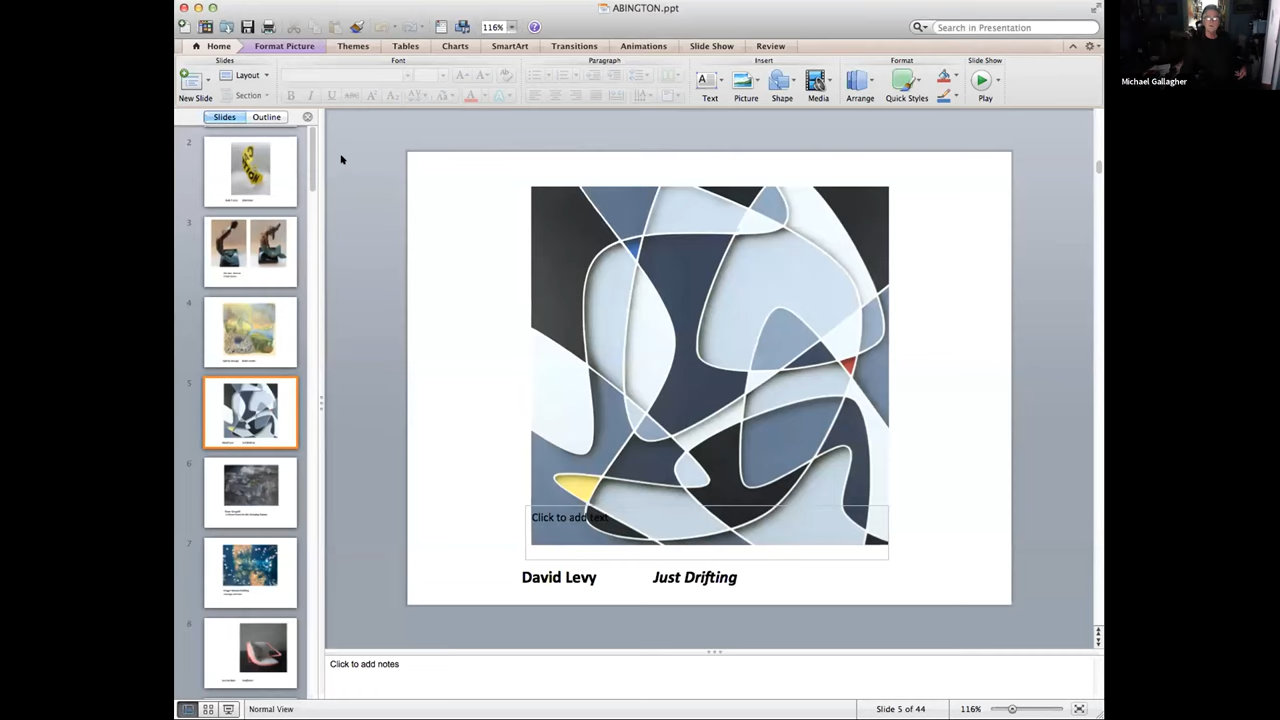 ABINGTON.ppt
116%
Search in Presentation
Home
Format Picture
Themes
Tables
Charts
SmartArt
Transitions
Animations
Slide Show
Review
Slides
Font
Paragraph
Insert
Format
Slide Show
Layout
Section
New Slide
Text
Picture
Shape
Media
Arrange
Quick Styles
Play
Slides
Outline
2
3
4
5
6
7
8
Click to add text
David Levy Just Drifting
Click to add notes
Normal View
Slide 5 of 44
116%
Michael Gallagher